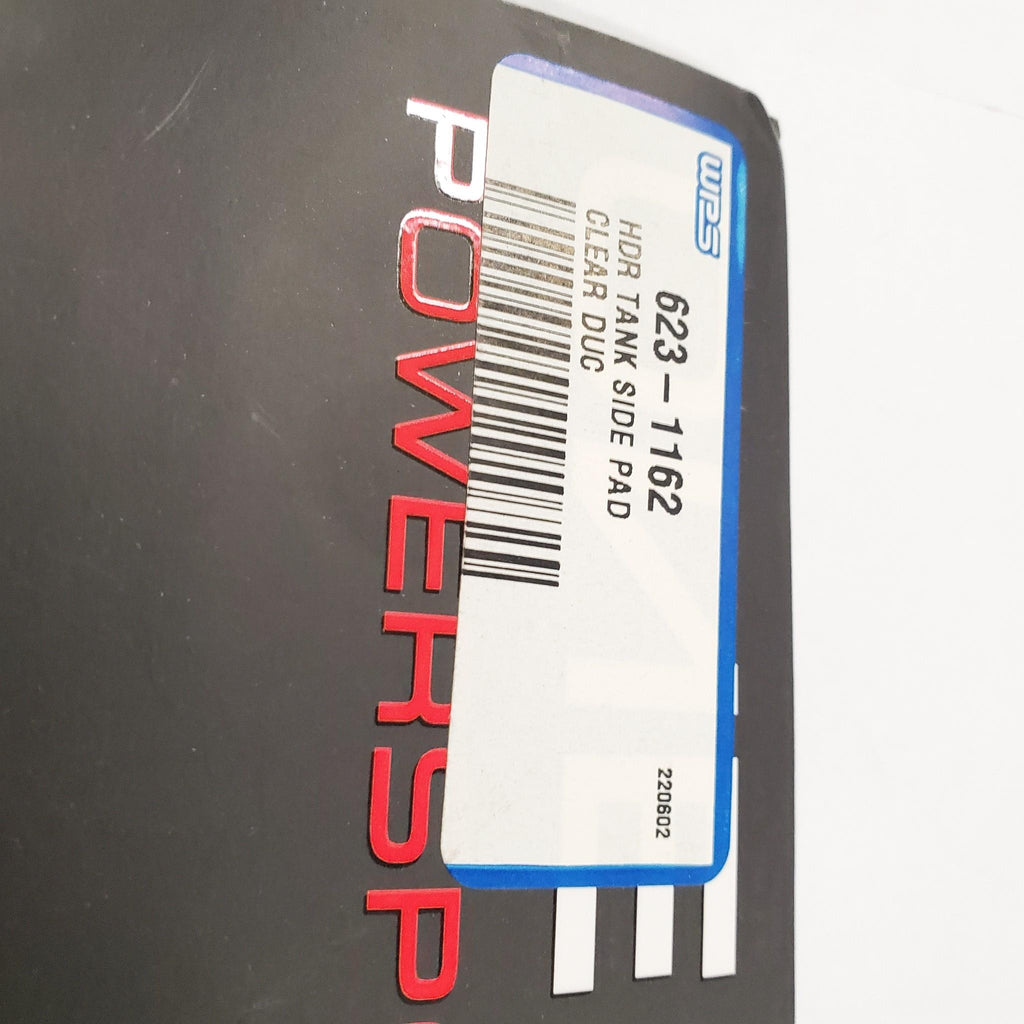 WPS
623-1162
HDR TANK SIDE PAD
CLEAR DUC
220602
POWERSP